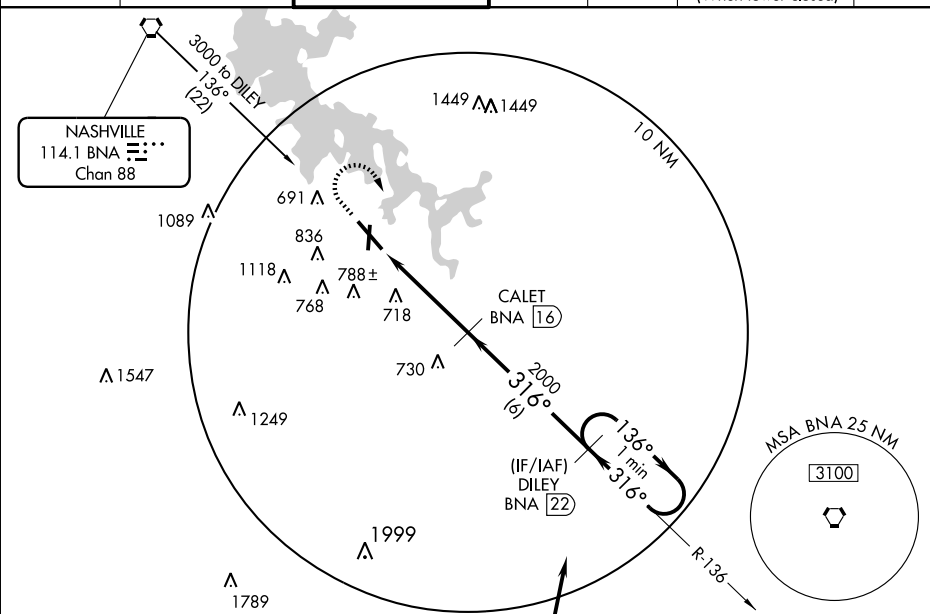 3000 to DILEY
136°
(22)
NASHVILLE
114.1 BNA
Chan 88
1449
1449
10 NM
691
1089
836
1118
788±
768
718
CALET
BNA 16
730
1547
2000
316°
(6)
1249
136°
1 min
316°
(IF/IAF)
DILEY
BNA 22
MSA BNA 25 NM
3100
1999
R-136
1789